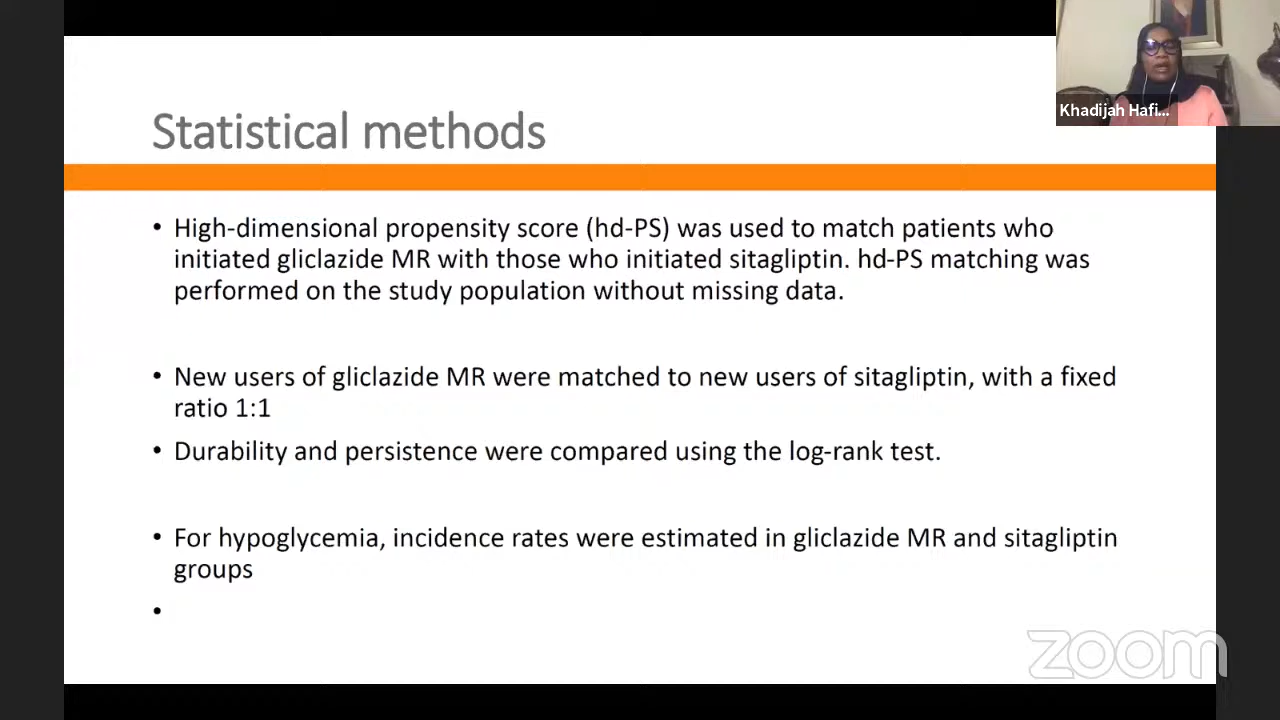 Khadijah Hafi...
Statistical methods
• High-dimensional propensity score (hd-PS) was used to match patients who
initiated gliclazide MR with those who initiated sitagliptin. hd-PS matching was
performed on the study population without missing data.
• New users of gliclazide MR were matched to new users of sitagliptin, with a fixed
ratio 1:1
• Durability and persistence were compared using the log-rank test.
• For hypoglycemia, incidence rates were estimated in gliclazide MR and sitagliptin
groups
•
zoom